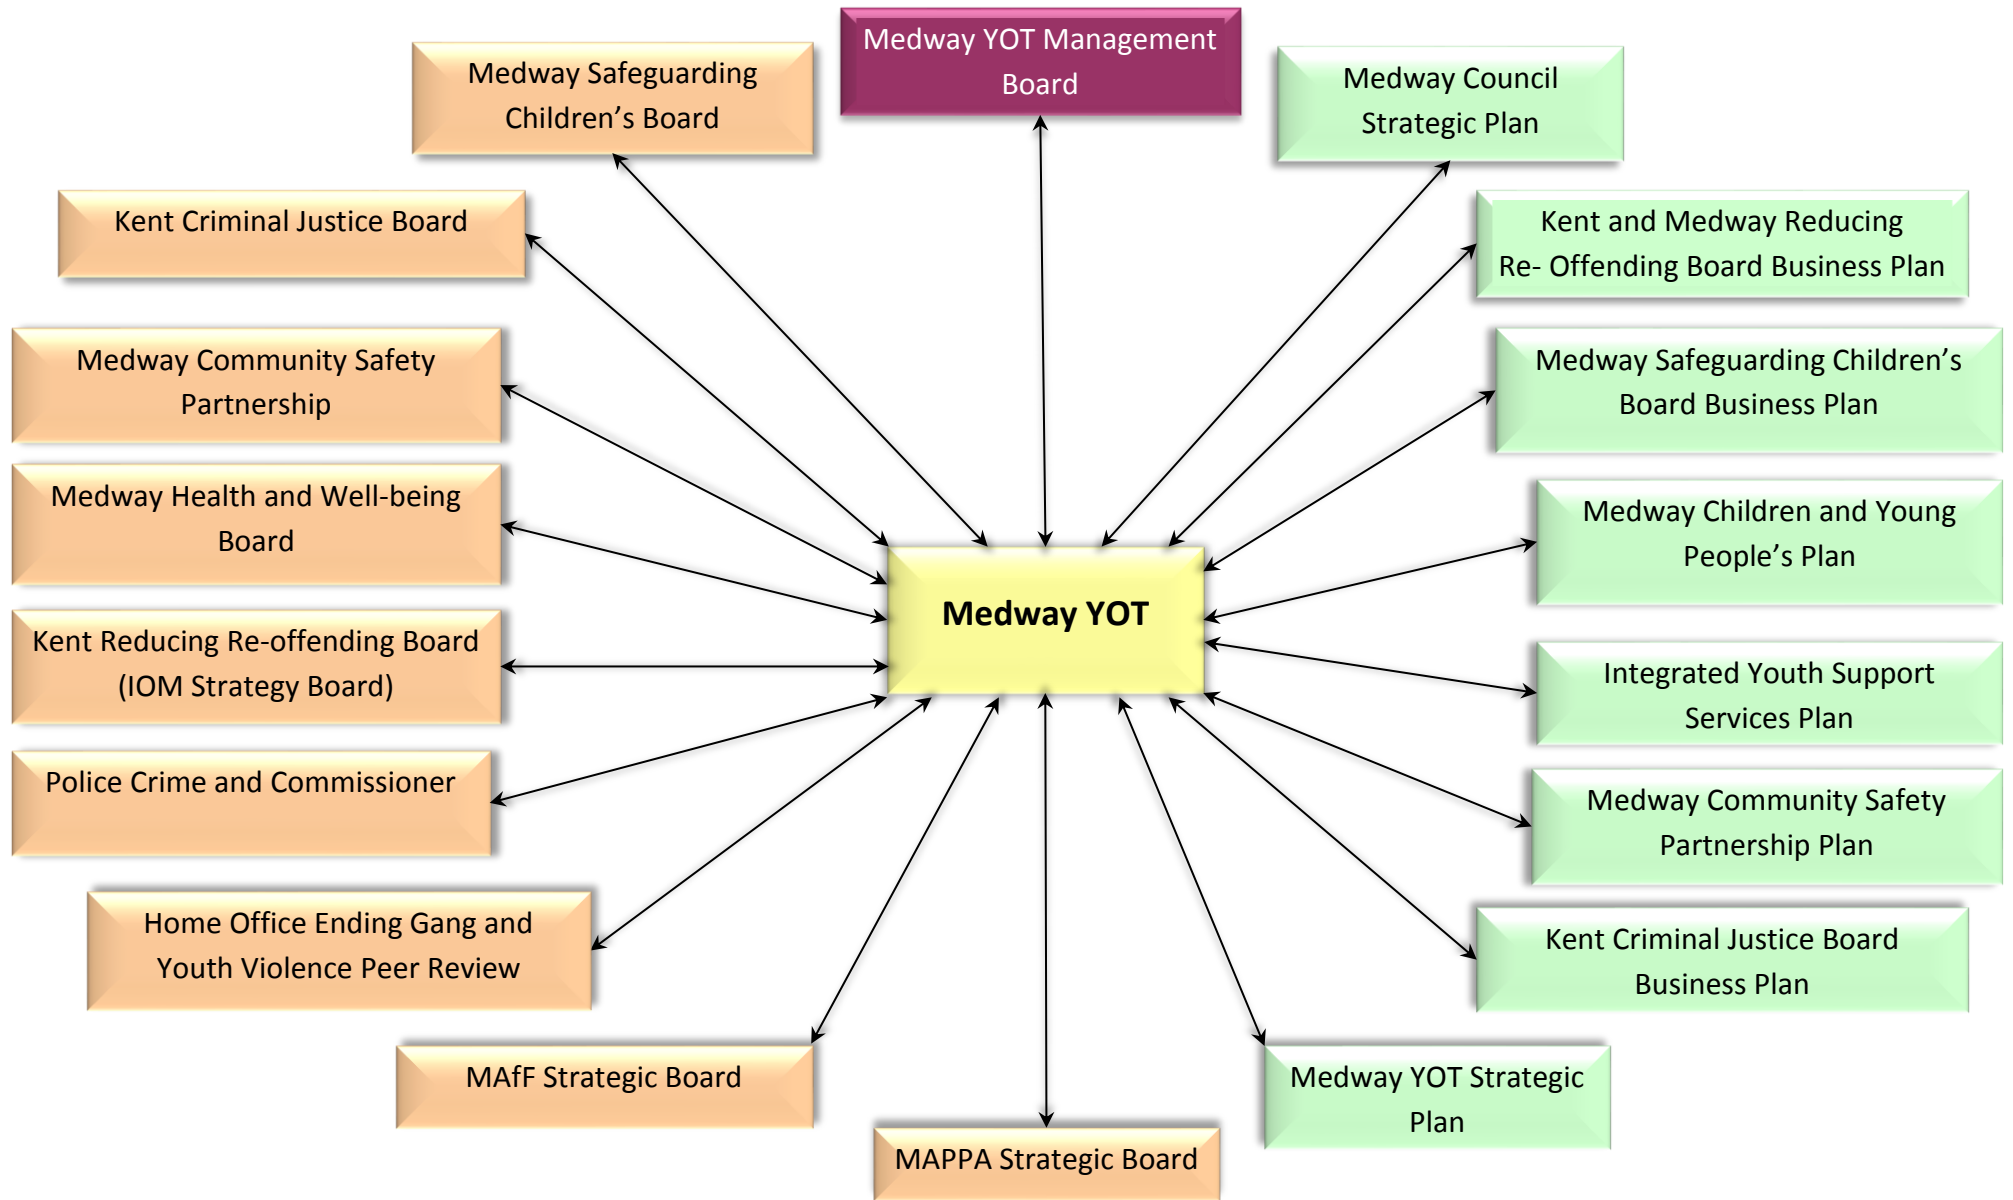 Medway YOT Management
Board
Medway Safeguarding
Children’s Board
Medway Council
Strategic Plan
Kent Criminal Justice Board
Kent and Medway Reducing
Re- Offending Board Business Plan
Medway Community Safety
Partnership
Medway Safeguarding Children’s
Board Business Plan
Medway Health and Well-being
Board
Medway Children and Young
People’s Plan
Medway YOT
Kent Reducing Re-offending Board
(IOM Strategy Board)
Integrated Youth Support
Services Plan
Police Crime and Commissioner
Medway Community Safety
Partnership Plan
Home Office Ending Gang and
Youth Violence Peer Review
Kent Criminal Justice Board
Business Plan
MAfF Strategic Board
Medway YOT Strategic
Plan
MAPPA Strategic Board